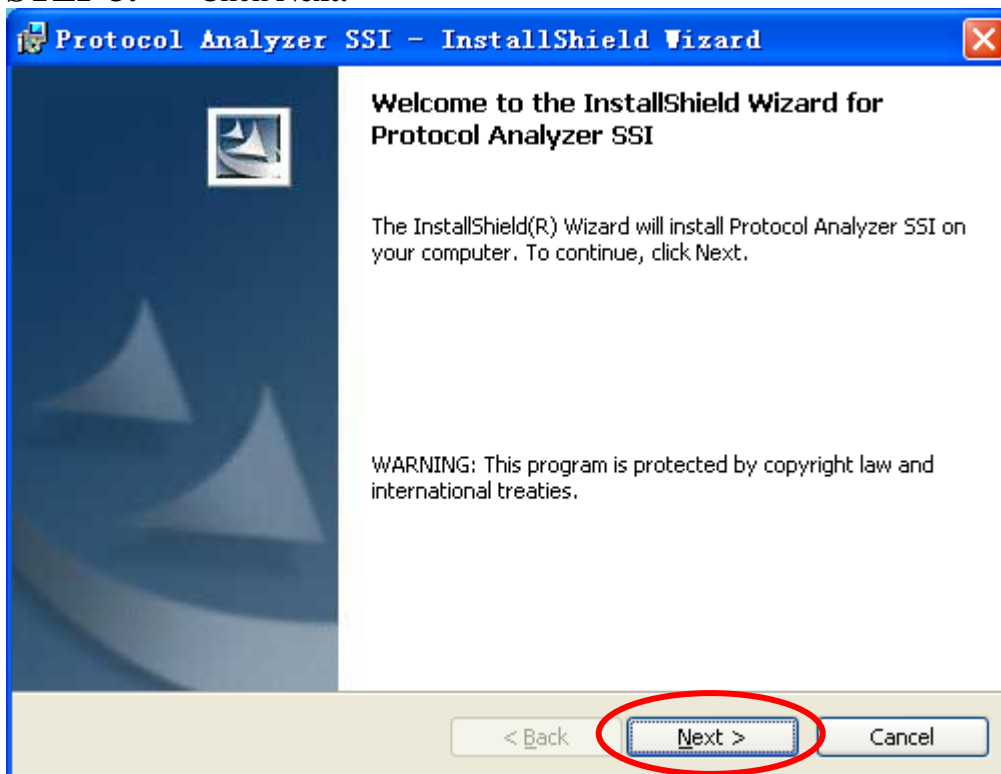 Protocol Analyzer SSI - InstallShield Wizard
Welcome to the InstallShield Wizard for
Protocol Analyzer SSI
The InstallShield(R) Wizard will install Protocol Analyzer SSI on
your computer. To continue, click Next.
WARNING: This program is protected by copyright law and
international treaties.
< Back
Next >
Cancel